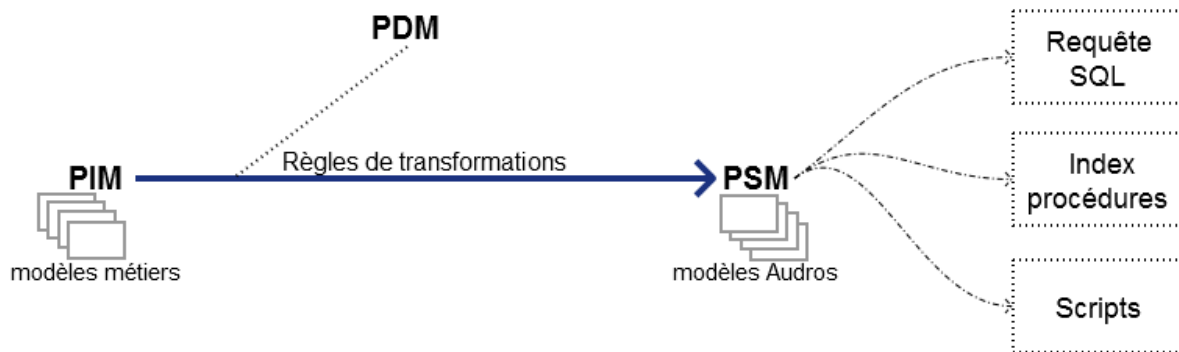 PDM
Requête
SQL
Règles de transformations
PIM
PSM
Index
procédures
modèles métiers
modèles Audros
Scripts